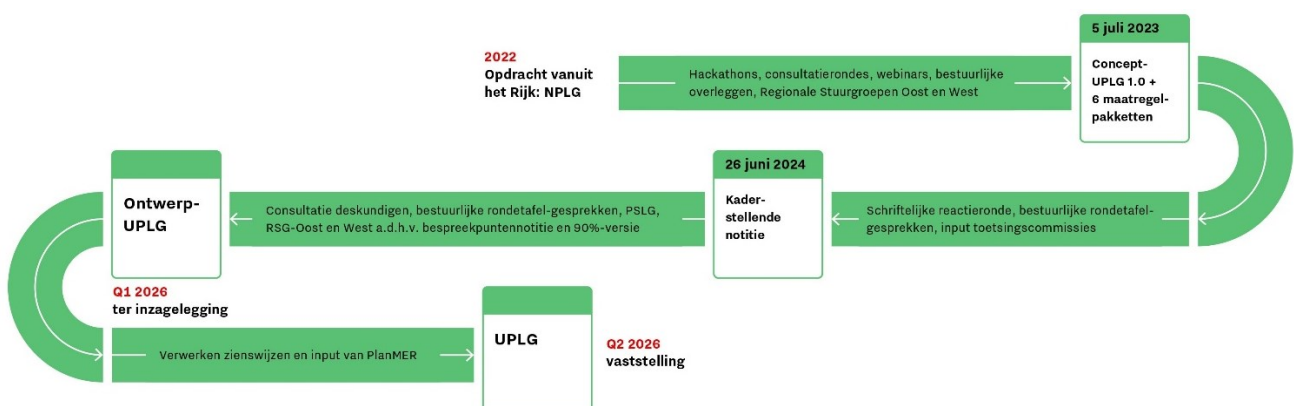 2022
Opdracht vanuit
het Rijk: NPLG
Hackathons, consultatierondes, webinars, bestuurlijke
overleggen, Regionale Stuurgroepen Oost en West
5 juli 2023
Concept-
UPLG 1.0 +
6 maatregel-
pakketten
Schriftelijke reactieronde, bestuurlijke rondetafel-
gesprekken, input toetsingscommissies
26 juni 2024
Kader-
stellende
notitie
Consultatie deskundigen, bestuurlijke rondetafel-gesprekken, PSLG,
RSG-Oost en West a.d.h.v. bespreekpuntennotitie en 90%-versie
Ontwerp-
UPLG
Q1 2026
ter inzagelegging
Verwerken zienswijzen en input van PlanMER
UPLG
Q2 2026
vaststelling